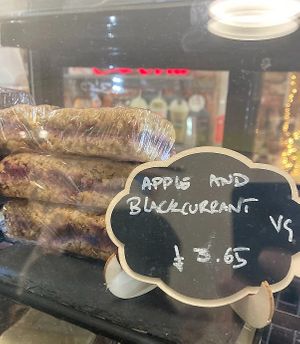 APPLE AND
BLACKCURRANT
VG
£3.65